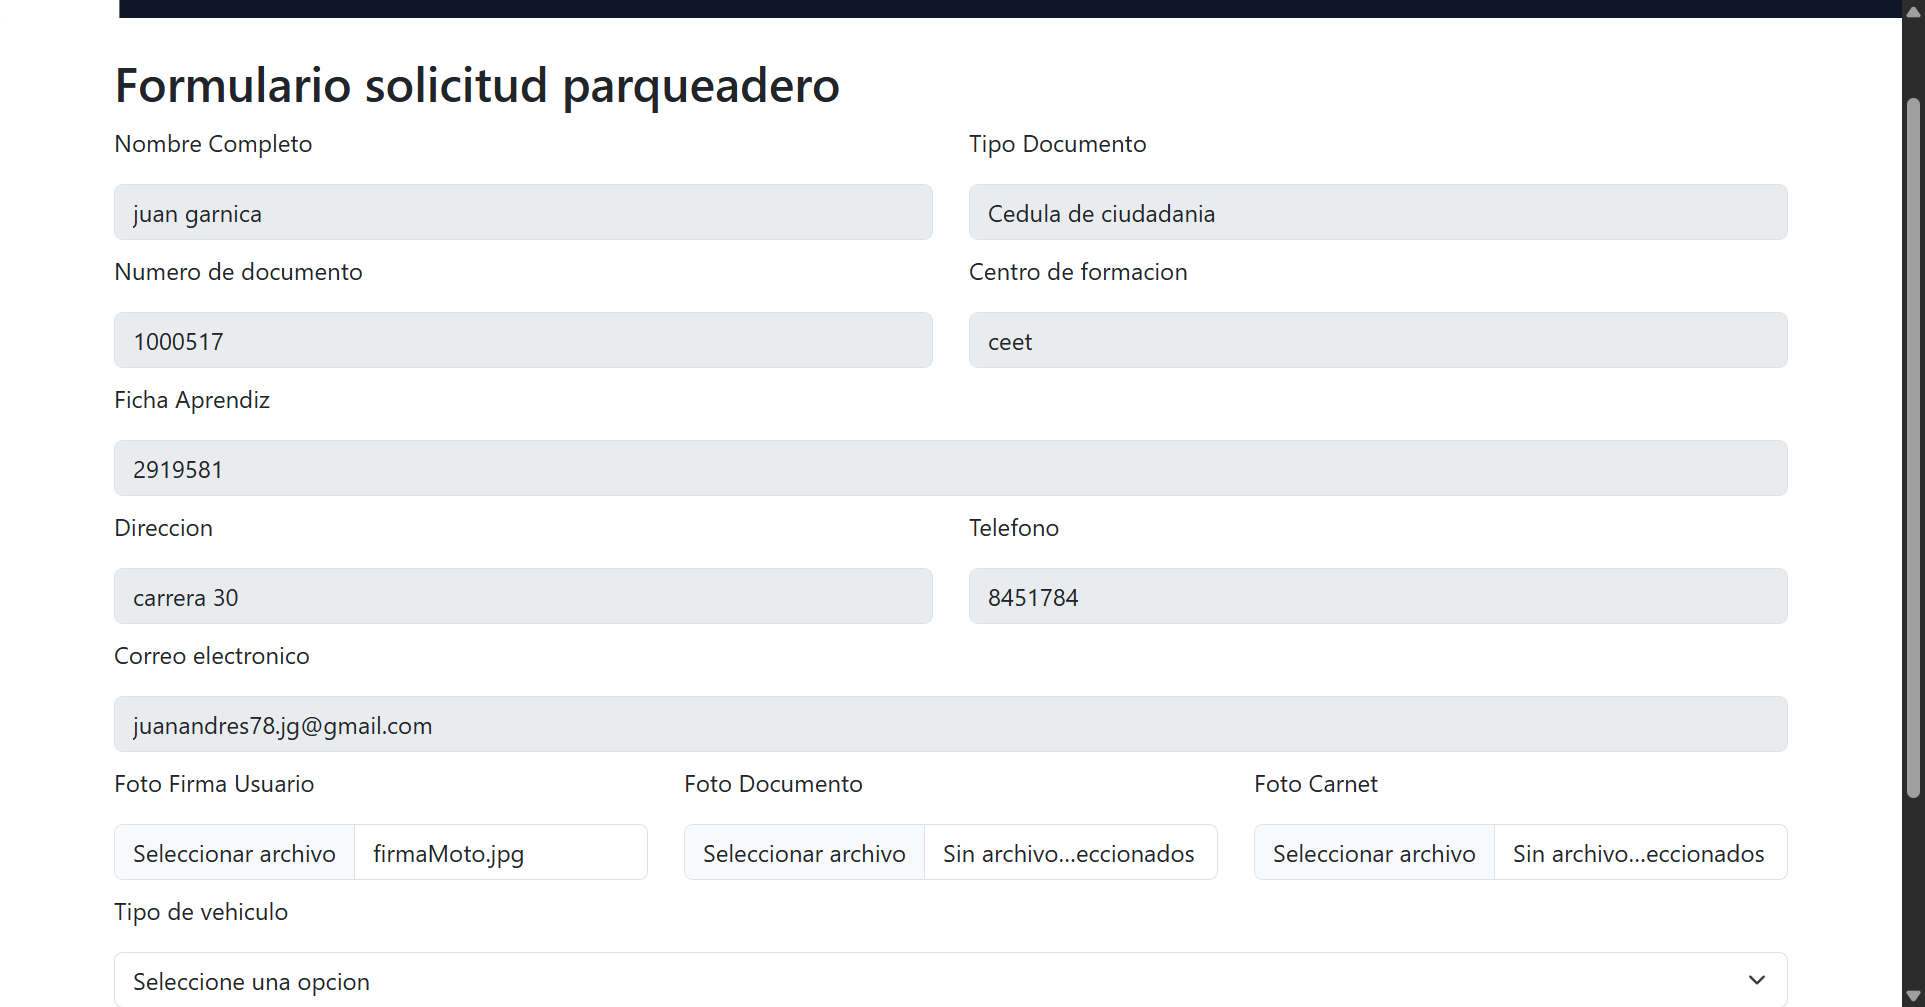 Formulario solicitud parqueadero
Nombre Completo
Tipo Documento
juan garnica
Cedula de ciudadania
Numero de documento
Centro de formacion
1000517
ceet
Ficha Aprendiz
2919581
Direccion
Telefono
carrera 30
8451784
Correo electronico
juanandres78.jg@gmail.com
Foto Firma Usuario
Foto Documento
Foto Carnet
Seleccionar archivo firmaMoto.jpg
Seleccionar archivo Sin archivo...eccionados
Seleccionar archivo Sin archivo...eccionados
Tipo de vehiculo
Seleccione una opcion